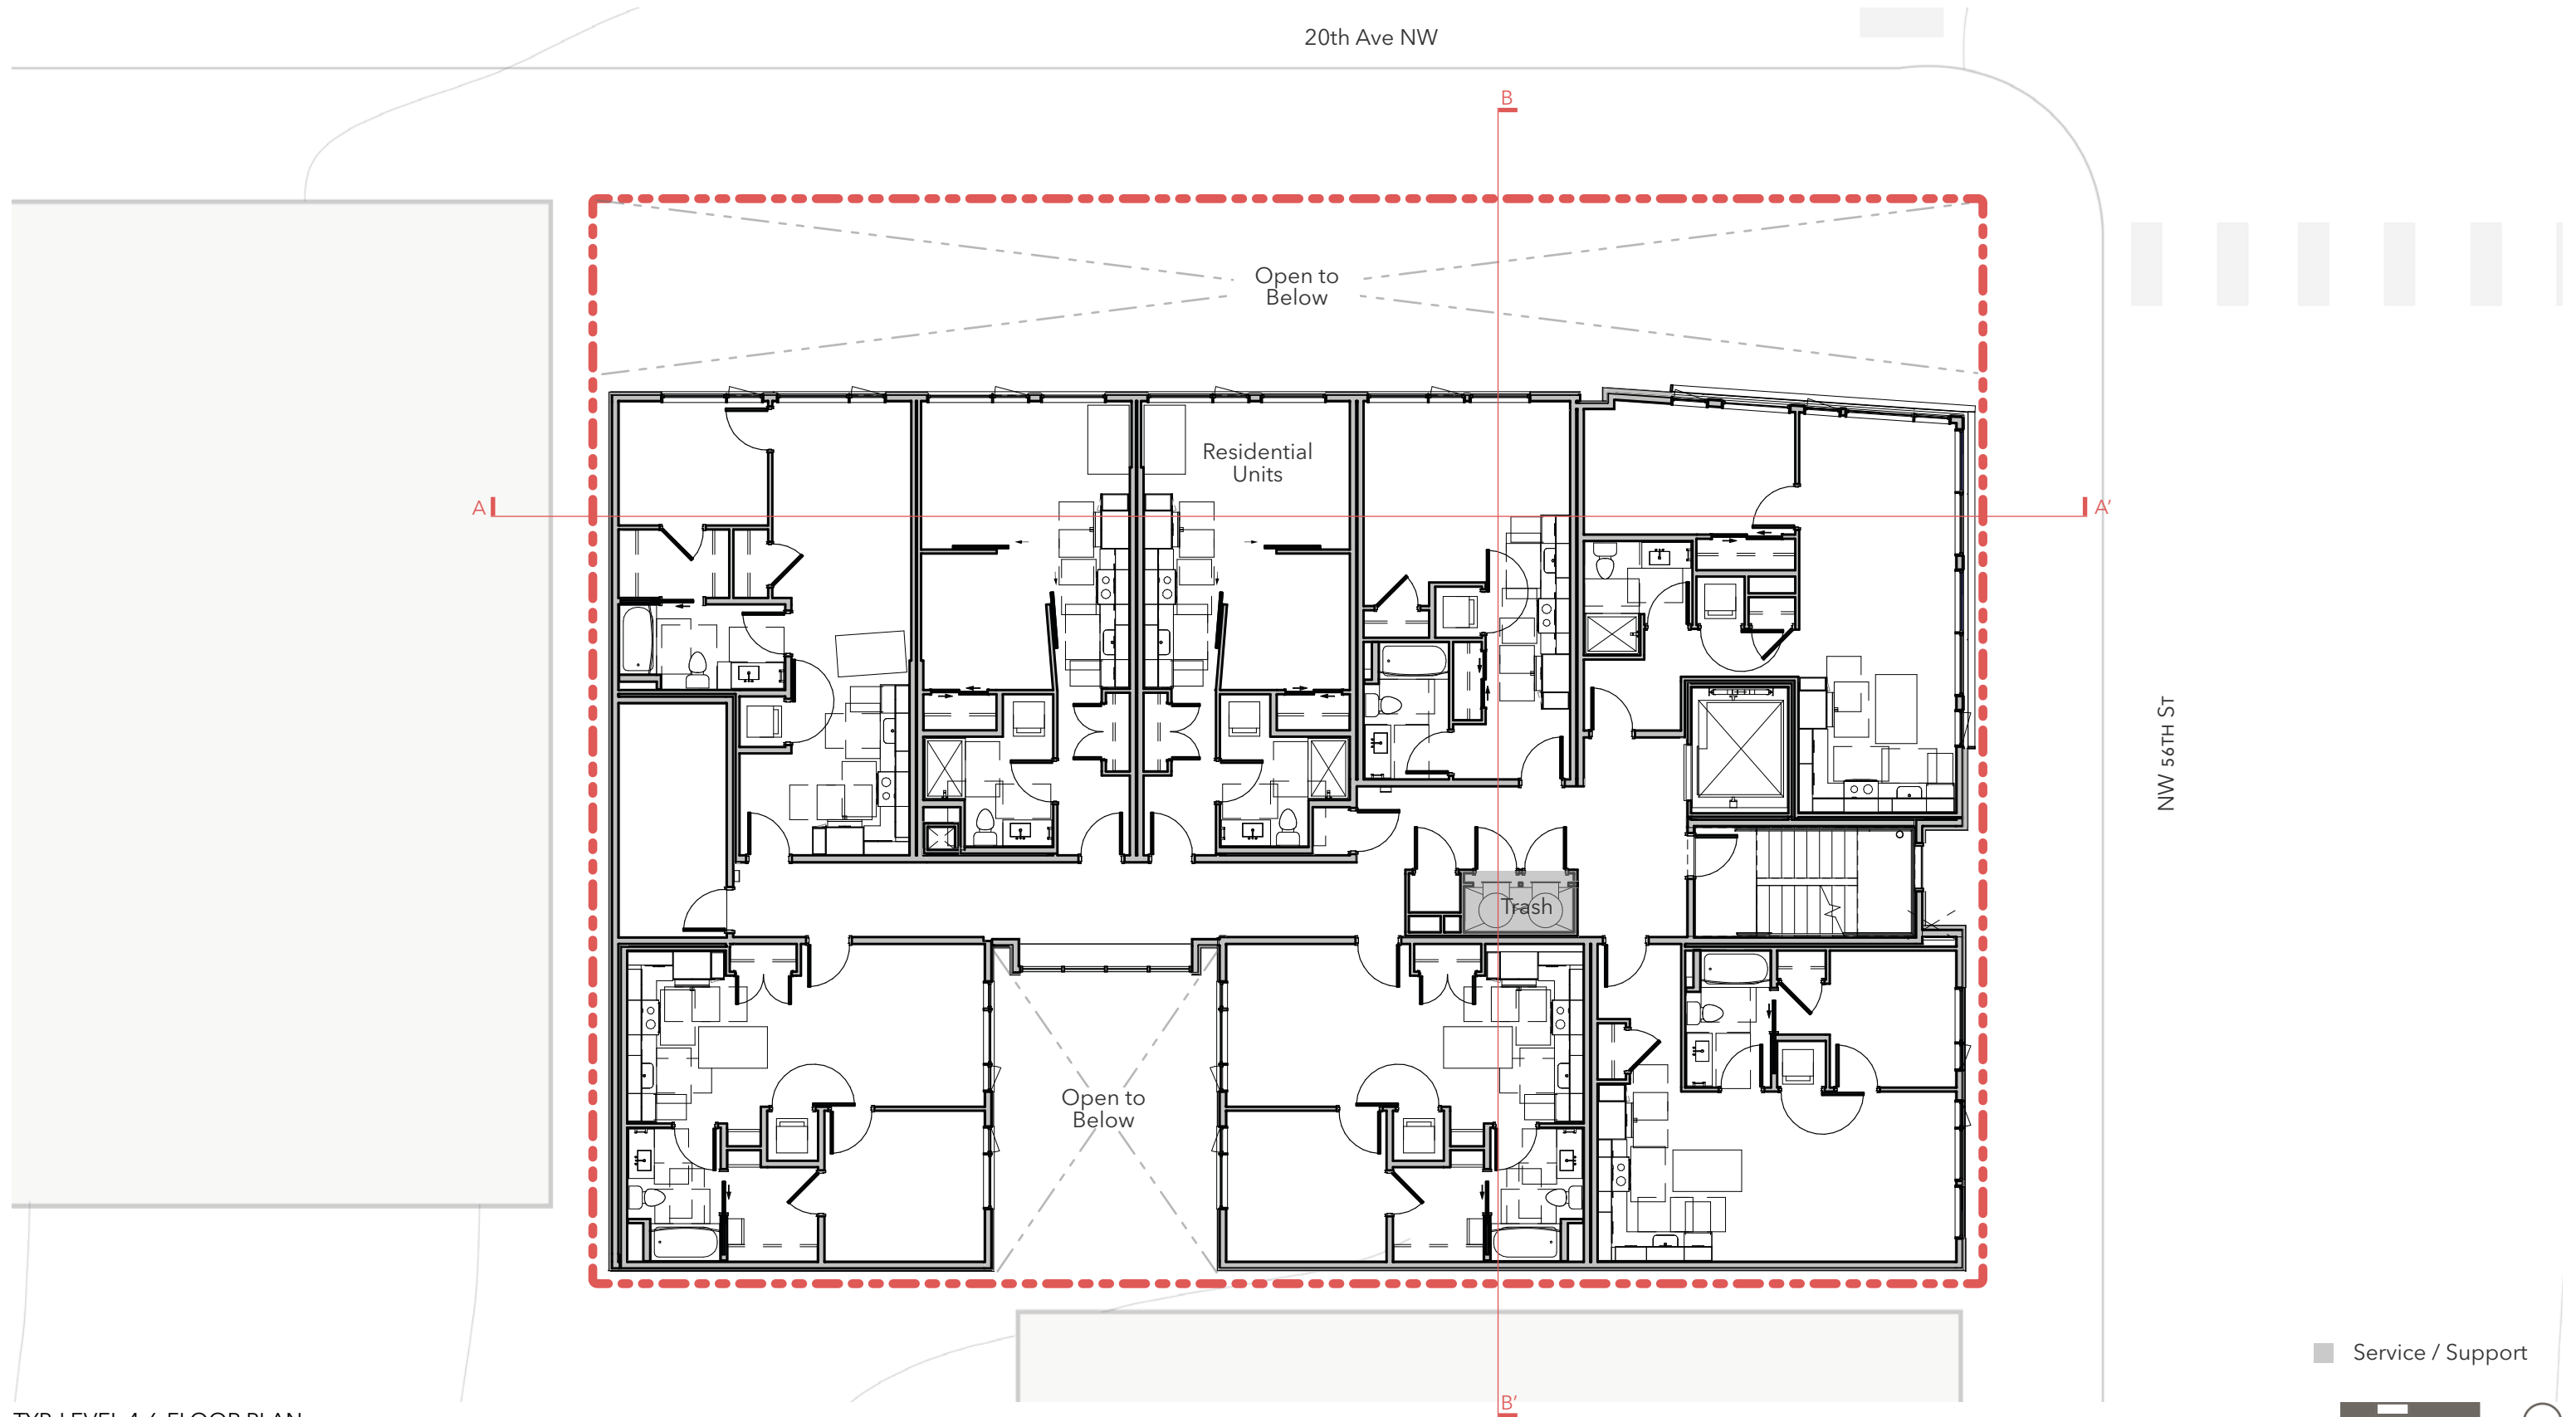 20th Ave NW
B
Open to
Below
Residential
Units
A
A'
NW 56TH ST
Trash
Open to
Below
Service / Support
B'